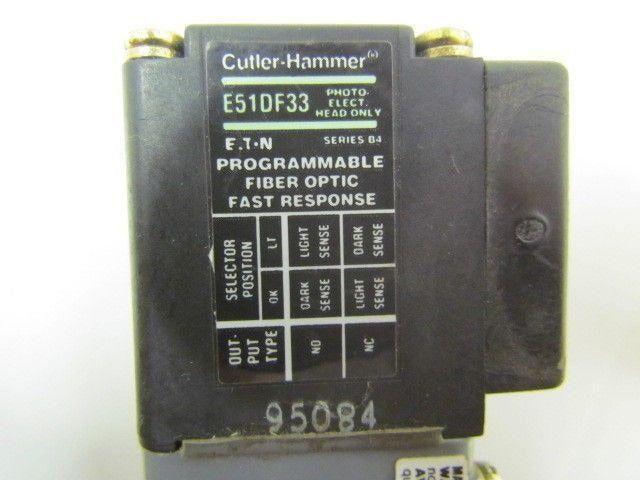 Cutler-Hammer®
E51DF33 PHOTO-
ELECT.
HEAD ONLY
E.T.N SERIES B4
PROGRAMMABLE
FIBER OPTIC
FAST RESPONSE
SELECTOR
POSITION
LT
LIGHT
SENSE
DARK
SENSE
DK
DARK
SENSE
LIGHT
SENSE
OUT-
PUT
TYPE
NO
NC
95084